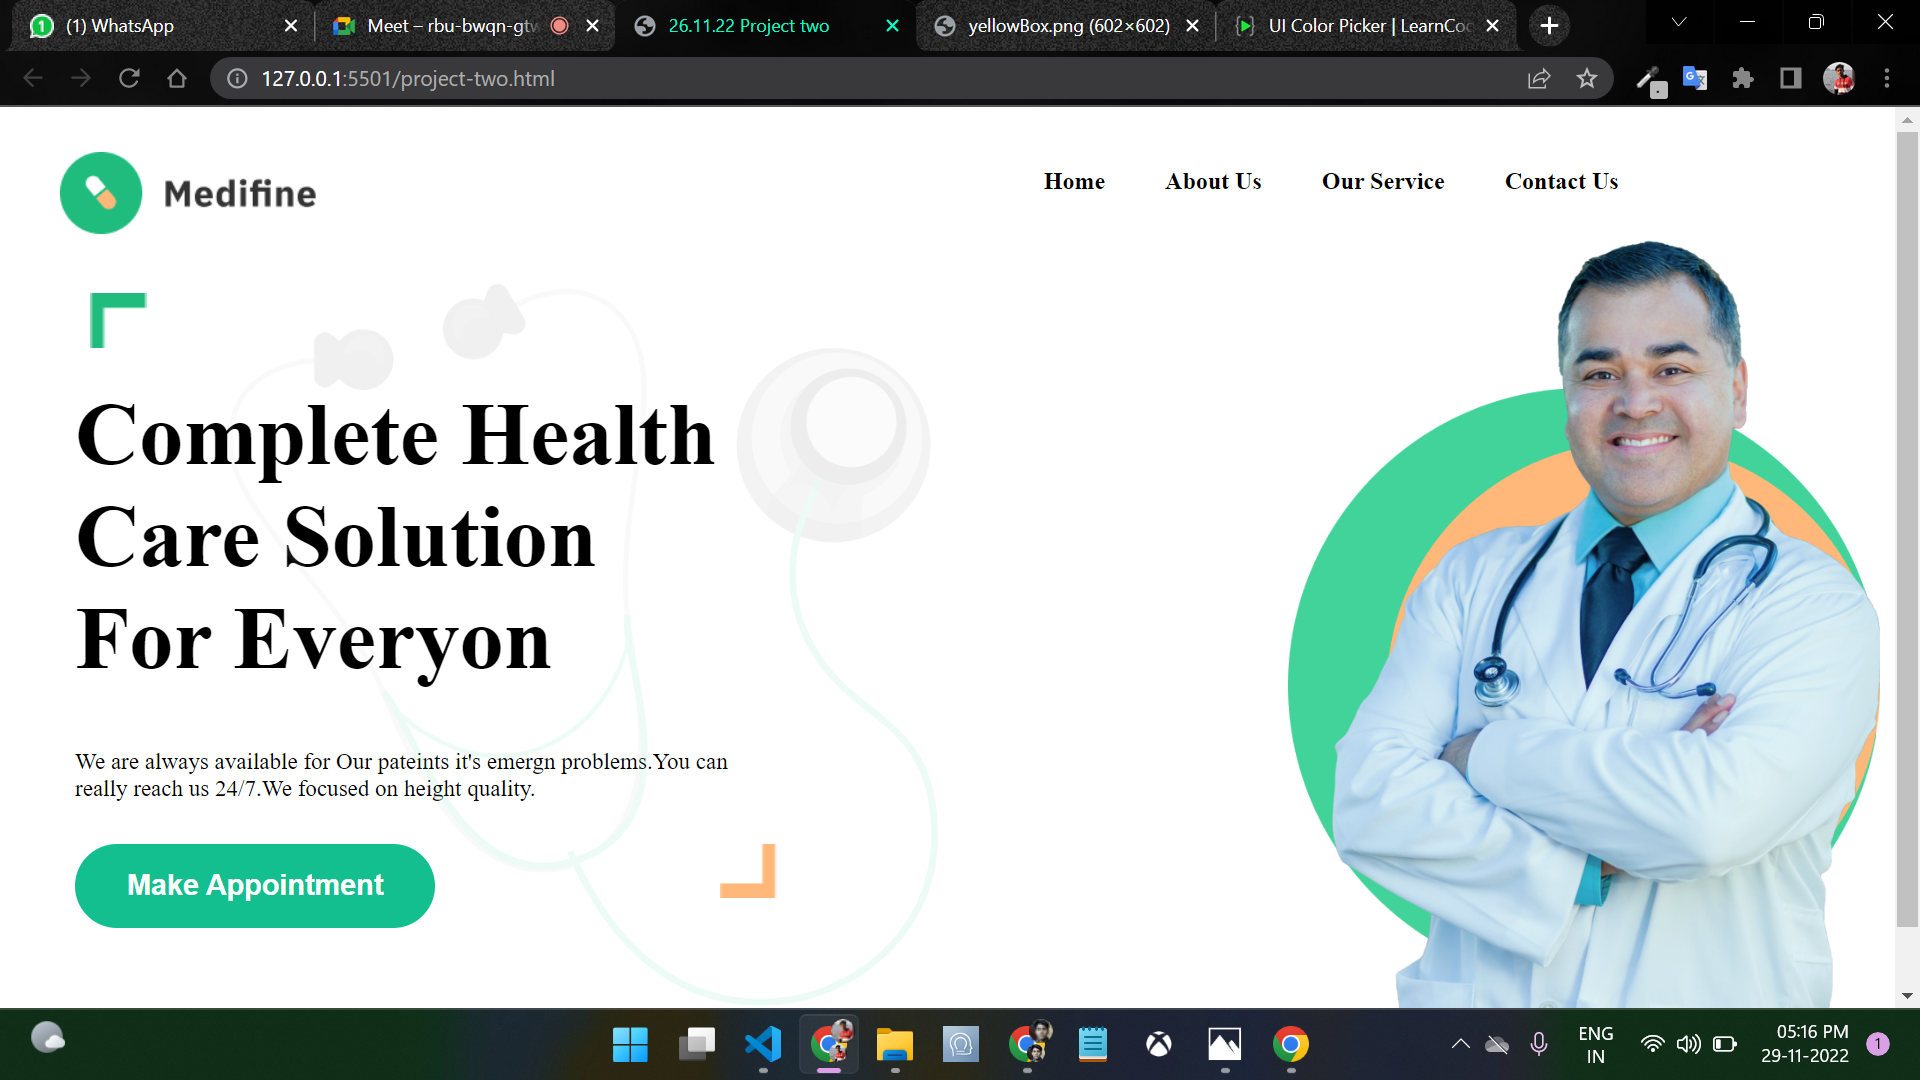 (1) WhatsApp
Meet – rbu-bwqn-gtw
26.11.22 Project two
yellowBox.png (602×602)
UI Color Picker | LearnCod
127.0.0.1:5501/project-two.html
Medifine
Home About Us Our Service Contact Us
Complete Health
Care Solution
For Everyon
We are always available for Our pateints it's emergn problems.You can
really reach us 24/7.We focused on height quality.
Make Appointment
ENG
IN
05:16 PM
29-11-2022
1